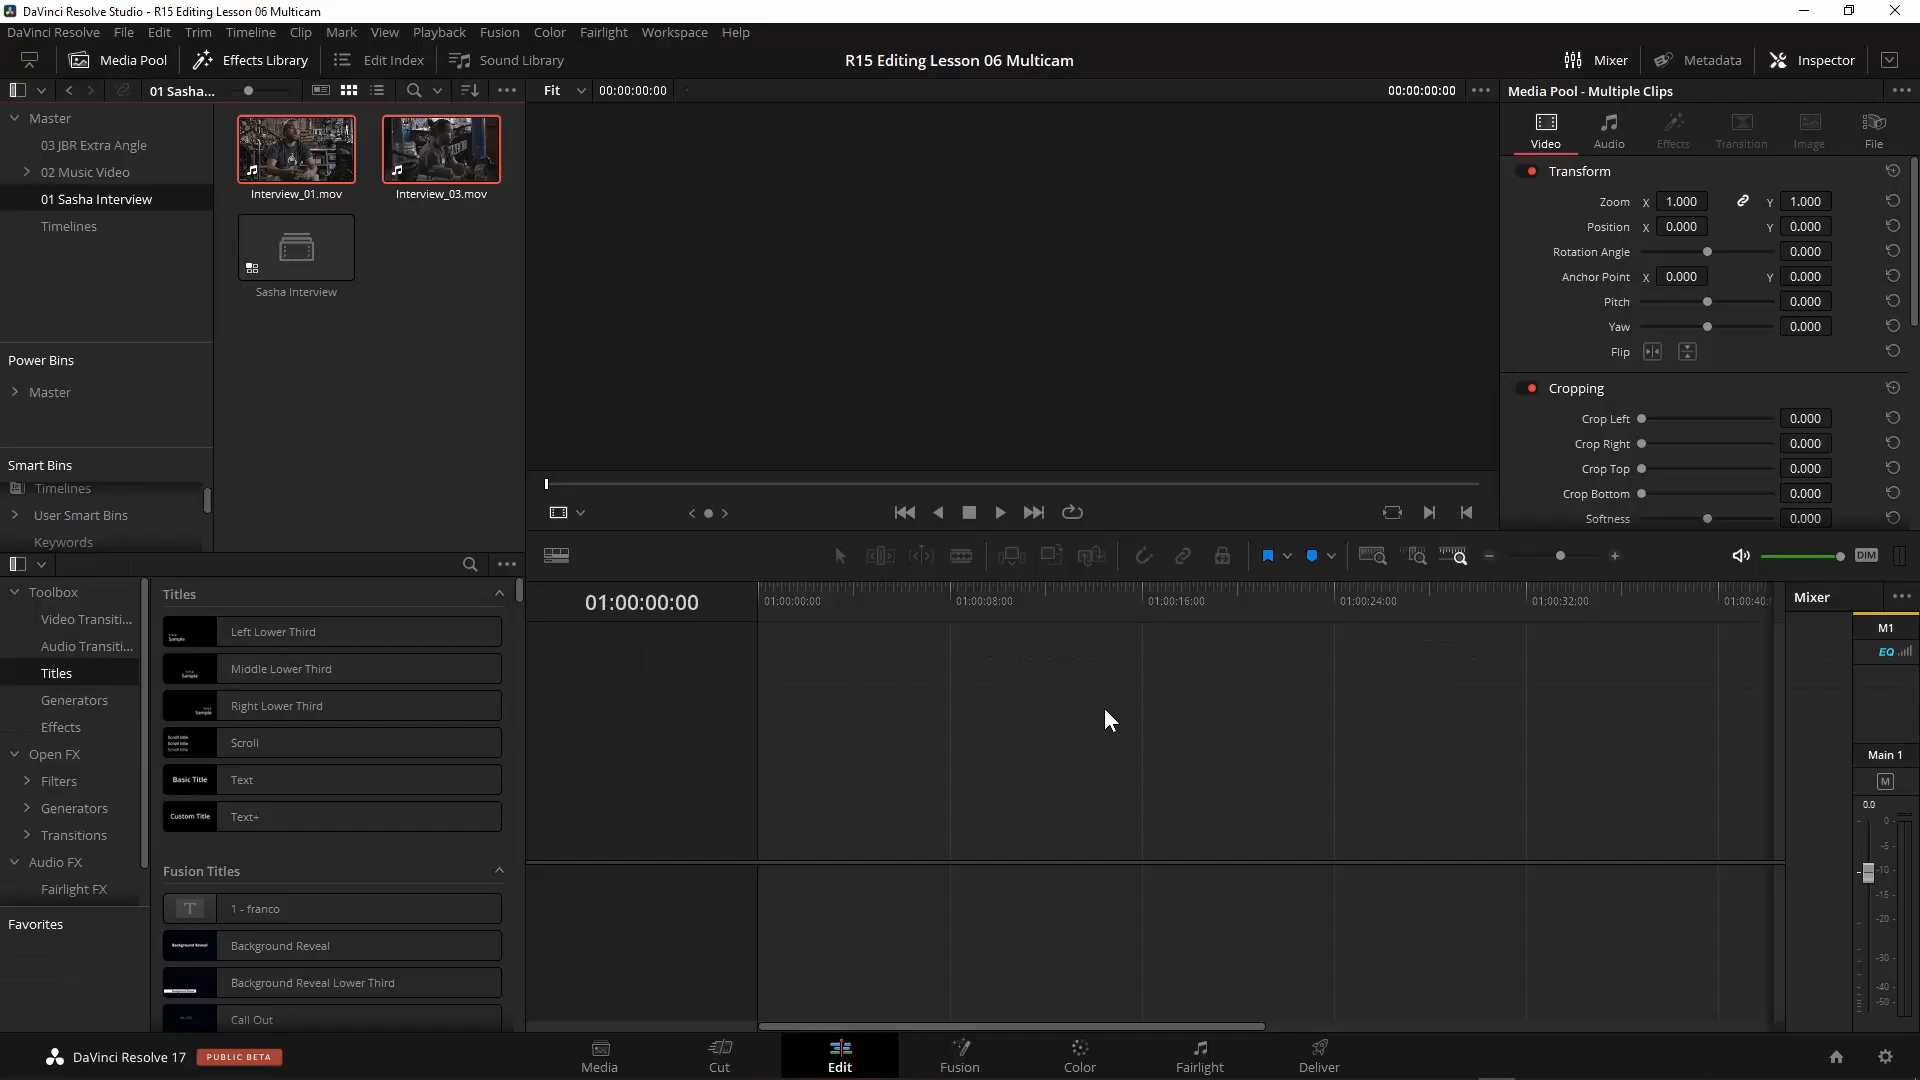 DaVinci Resolve Studio - R15 Editing Lesson 06 Multicam
DaVinci Resolve File Edit Trim Timeline Clip Mark View Playback Fusion Color Fairlight Workspace Help
Media Pool Effects Library Edit Index Sound Library R15 Editing Lesson 06 Multicam Mixer Metadata Inspector
01 Sasha... Fit 00:00:00:00 00:00:00:00 Media Pool - Multiple Clips
Master
03 JBR Extra Angle
02 Music Video
01 Sasha Interview
Timelines
Interview_01.mov Interview_03.mov
Sasha Interview
Power Bins
Master
Smart Bins
Timelines
User Smart Bins
Keywords
Video Audio Effects Transition Image File
Transform
Zoom X 1.000 Y 1.000
Position X 0.000 Y 0.000
Rotation Angle 0.000
Anchor Point X 0.000 Y 0.000
Pitch 0.000
Yaw 0.000
Flip
Cropping
Crop Left 0.000
Crop Right 0.000
Crop Top 0.000
Crop Bottom 0.000
Softness 0.000
DIM
Toolbox
Video Transiti...
Audio Transiti...
Titles
Generators
Effects
Open FX
Filters
Generators
Transitions
Audio FX
Fairlight FX
Favorites
Titles
Left Lower Third
Middle Lower Third
Right Lower Third
Scroll
Basic Title Text
Custom Title Text+
Fusion Titles
T 1 - franco
Background Reveal Background Reveal
Background Reveal Lower Third
Call Out
01:00:00:00 01:00:00:00 01:00:08:00 01:00:16:00 01:00:24:00 01:00:32:00 01:00:40:
Mixer
M1
EQ
Main 1
M
0.0
0-
-5-
-10-
-15-
-20-
-30-
-40-
-50-
DaVinci Resolve 17 PUBLIC BETA Media Cut Edit Fusion Color Fairlight Deliver